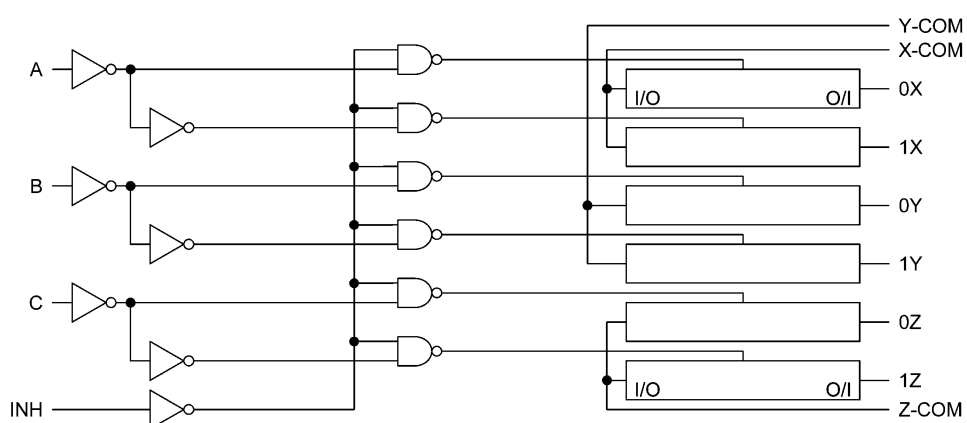 Y-COM
X-COM
A
I/O O/I 0X
1X
B
0Y
1Y
C
0Z
I/O O/I 1Z
INH Z-COM